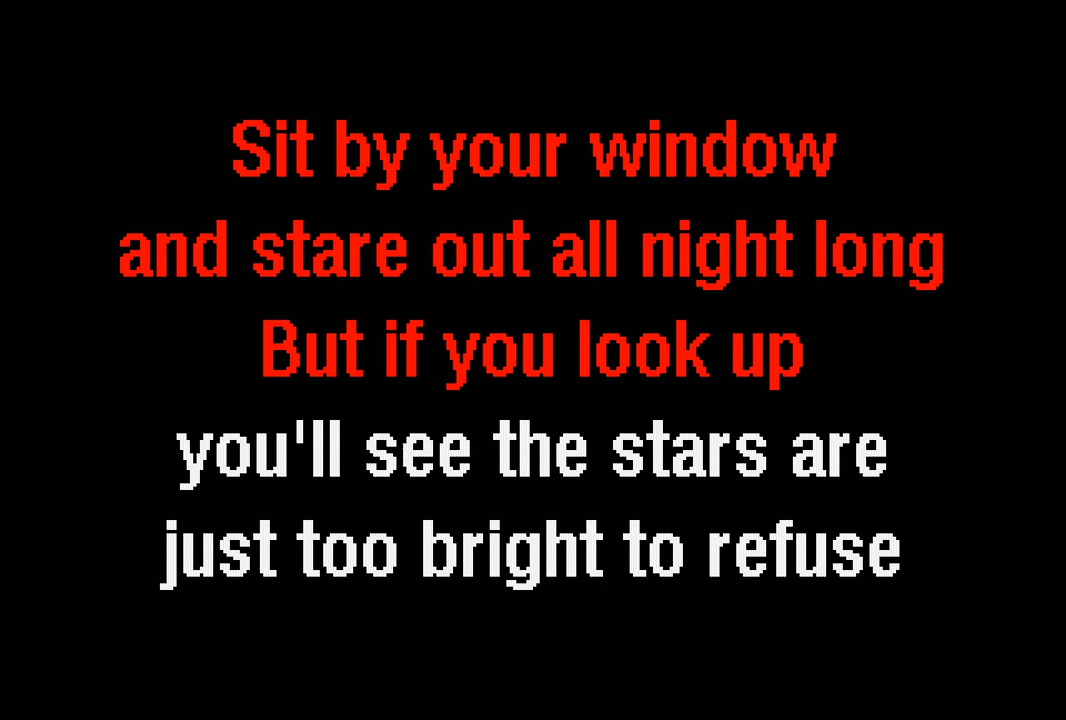 Sit by your window
and stare out all night long
But if you look up
you'll see the stars are
just too bright to refuse